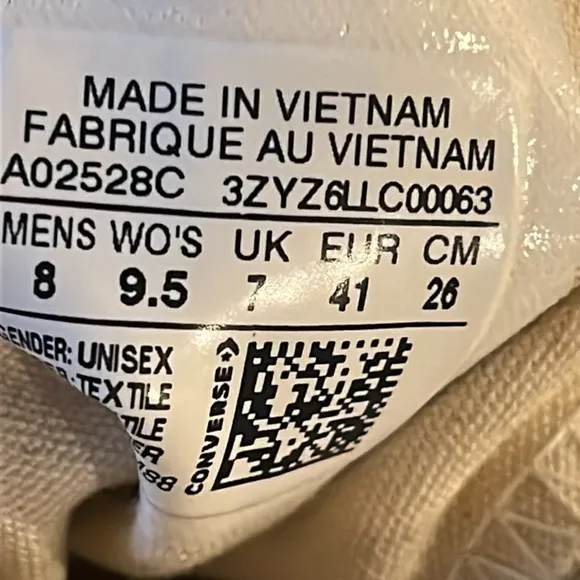 MADE IN VIETNAM
FABRIQUE AU VIETNAM
A02528C 3ZYZ6LLC00063
MENS WO'S UK EUR CM
8 9.5 7 41 26
GENDER: UNISEX
TEXTILE
CONVERSE